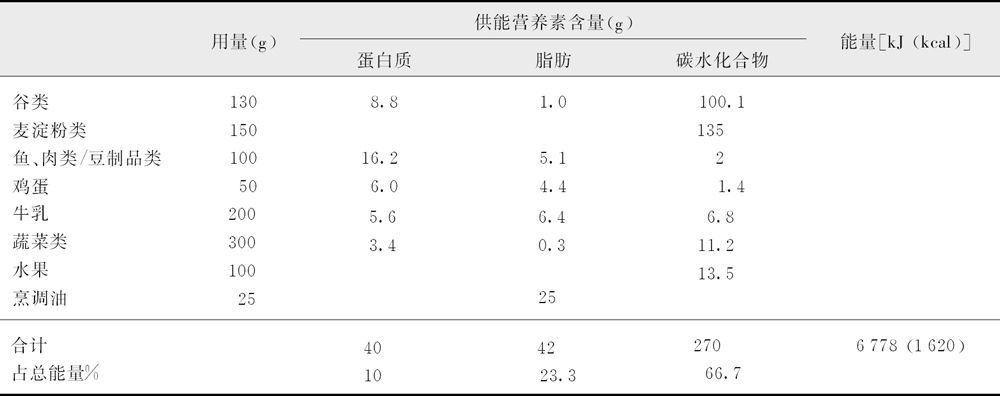 供能营养素含量(g)
用量(g) 能量[kJ (kcal)]
蛋白质 脂肪 碳水化合物
谷类 130 8.8 1.0 100.1
麦淀粉类 150 135
鱼、肉类/豆制品类 100 16.2 5.1 2
鸡蛋 50 6.0 4.4 1.4
牛乳 200 5.6 6.4 6.8
蔬菜类 300 3.4 0.3 11.2
水果 100 13.5
烹调油 25 25
合计 40 42 270 6 778 (1 620)
占总能量% 10 23.3 66.7